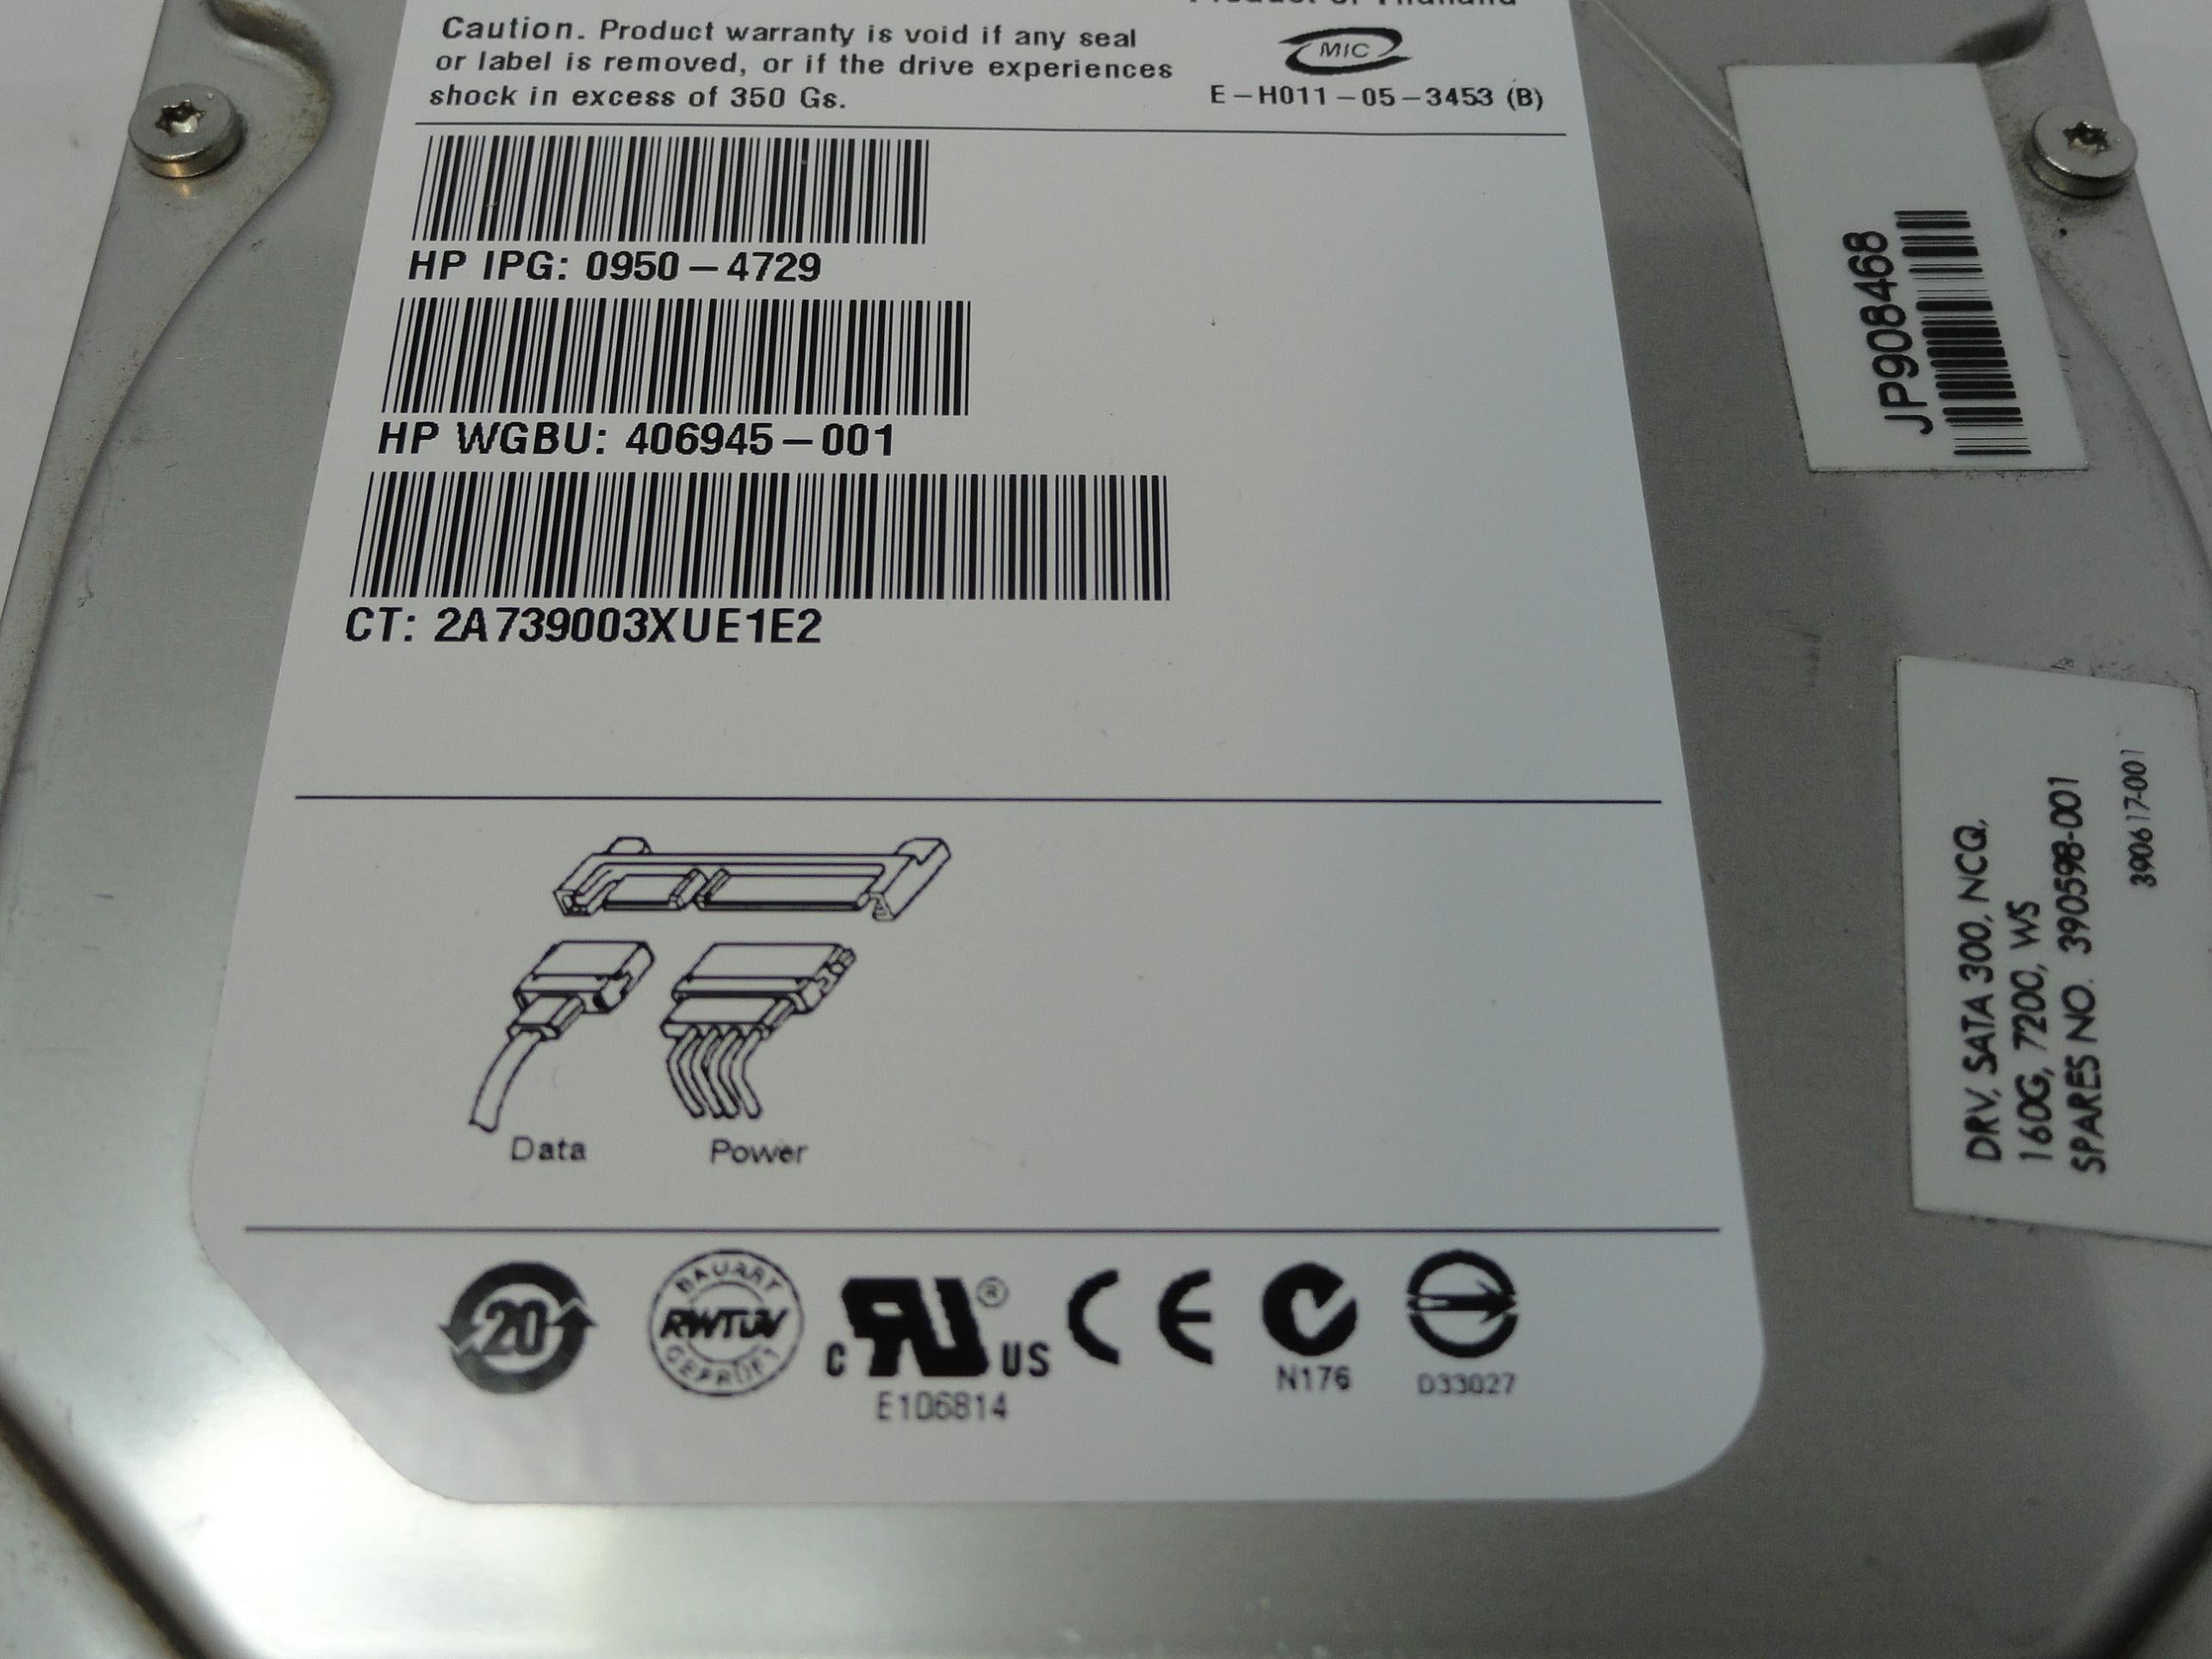 Product of Thailand
Caution. Product warranty is void if any seal
or label is removed, or if the drive experiences
shock in excess of 350 Gs.
MIC
E-H011-05-3453 (B)
HP IPG: 0950-4729
HP WGBU: 406945-001
CT: 2A739003XUE1E2
Data
Power
20
BAUART
RWTÜV
GEPRÜFT
C
US
®
E106814
CE
N176
D33027
JP908468
DRV, SATA 300, NCQ,
160G, 7200, WS
SPARES NO. 390598-001
390617-001